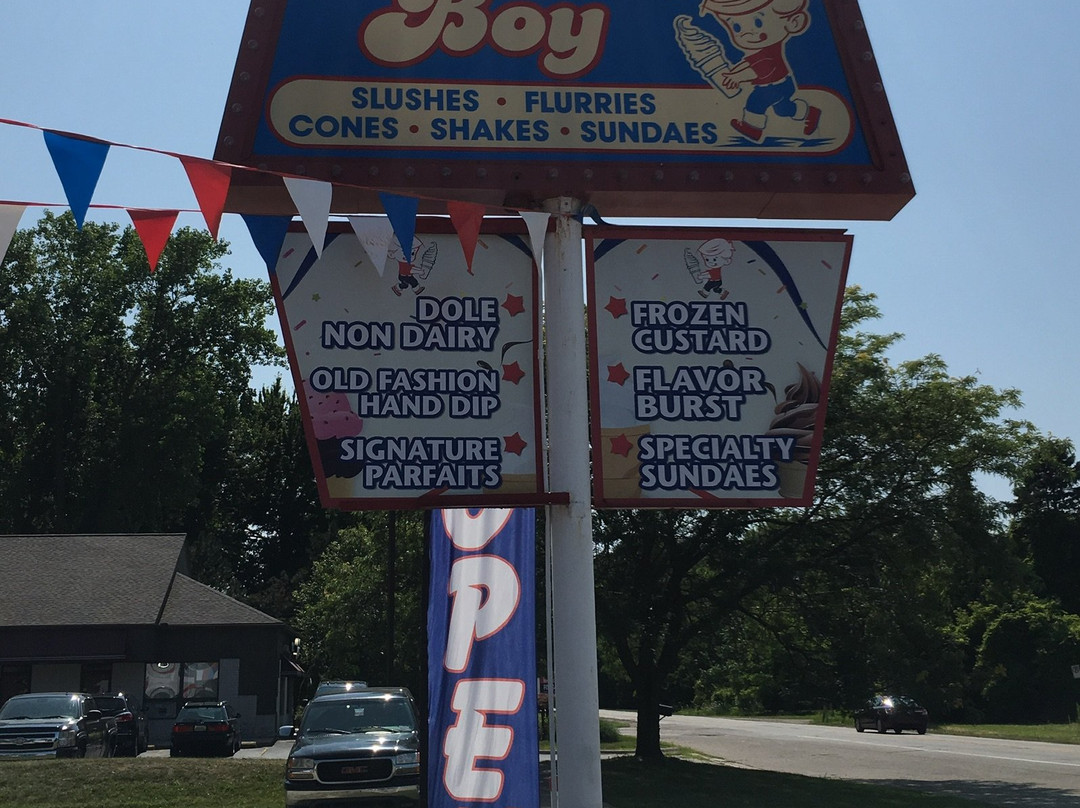 Boy
SLUSHES • FLURRIES
CONES • SHAKES • SUNDAES
DOLE
NON DAIRY
OLD FASHION
HAND DIP
SIGNATURE
PARFAITS
FROZEN
CUSTARD
FLAVOR
BURST
SPECIALTY
SUNDAES
OPE